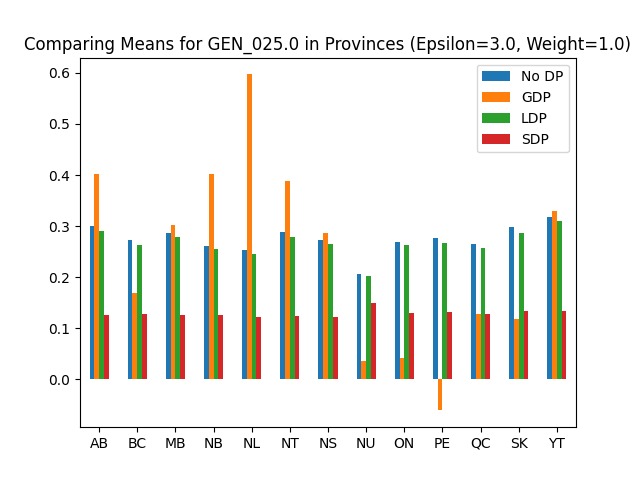 Comparing Means for GEN_025.0 in Provinces (Epsilon=3.0, Weight=1.0)
No DP
GDP
LDP
SDP
0.6
0.5
0.4
0.3
0.2
0.1
0.0
AB BC MB NB NL NT NS NU ON PE QC SK YT